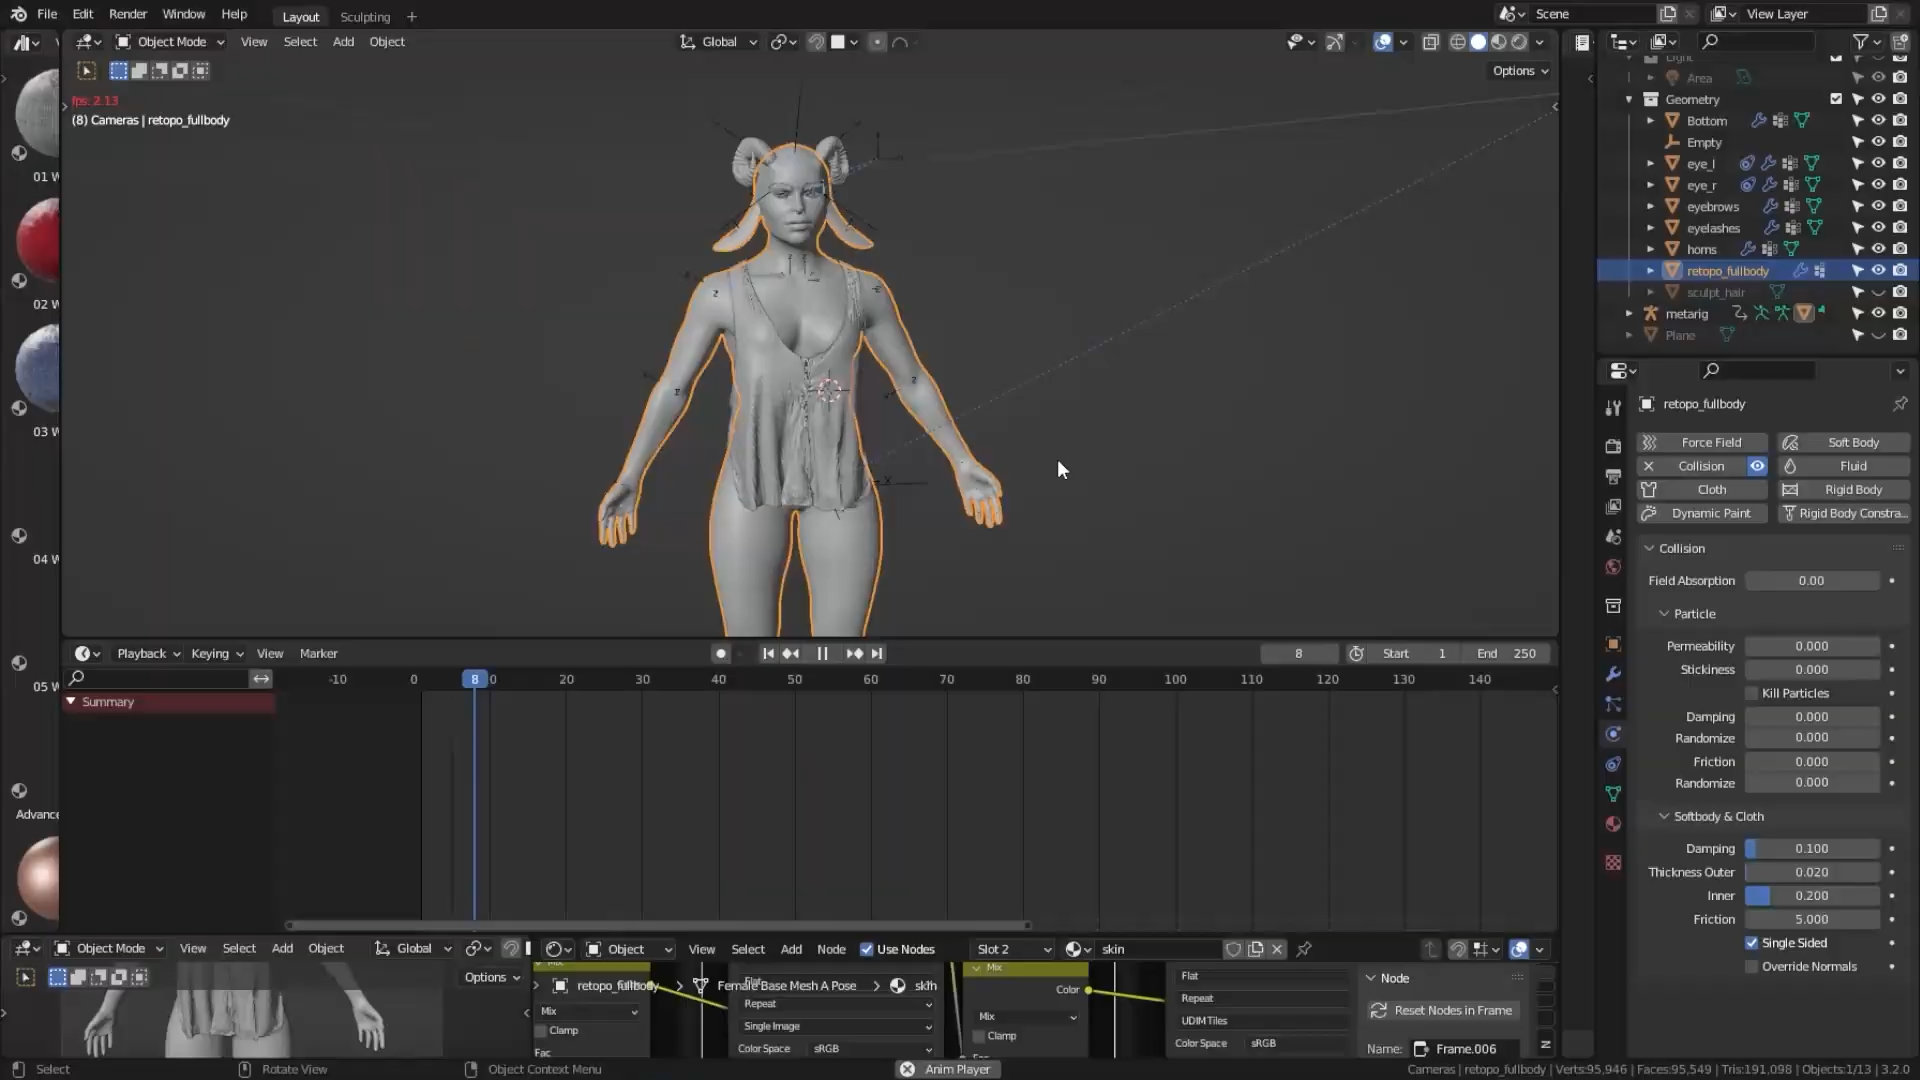 File Edit Render Window Help Layout Sculpting + Scene View Layer
Object Mode View Select Add Object Global
Options
fps: 2.13
(8) Cameras | retopo_fullbody
01 W
02 W
03 W
04 W
05 W
Advance
Light
Area
Geometry
Bottom
Empty
eye_l
eye_r
eyebrows
eyelashes
horns
retopo_fullbody
sculpt_hair
metarig
Plane
retopo_fullbody
Force Field Soft Body
Collision Fluid
Cloth Rigid Body
Dynamic Paint Rigid Body Constra...
Collision
Field Absorption 0.00
Particle
Permeability 0.000
Stickiness 0.000
Kill Particles
Damping 0.000
Randomize 0.000
Friction 0.000
Randomize 0.000
Softbody & Cloth
Damping 0.100
Thickness Outer 0.020
Inner 0.200
Friction 5.000
Single Sided
Override Normals
z
z
z
X
Playback Keying View Marker 8 Start 1 End 250
-10 0 8 0 20 30 40 50 60 70 80 90 100 110 120 130 140
Summary
Object Mode View Select Add Object Global
Options
Object View Select Add Node Use Nodes Slot 2 skin
retopo_fullbody > Female Base Mesh A Pose > skin
Mix
Clamp
Fac
Flat
Repeat
Single Image
Color Space sRGB
Mix
Color
Mix
Clamp
Flat
Repeat
UDIM Tiles
Color Space sRGB
Node
Reset Nodes in Frame
Name: Frame.006
N
Select Rotate View Object Context Menu Anim Player Cameras | retopo_fullbody | Verts:95,946 | Faces:95,549 | Tris:191,098 | Objects:1/13 | 3.2.0